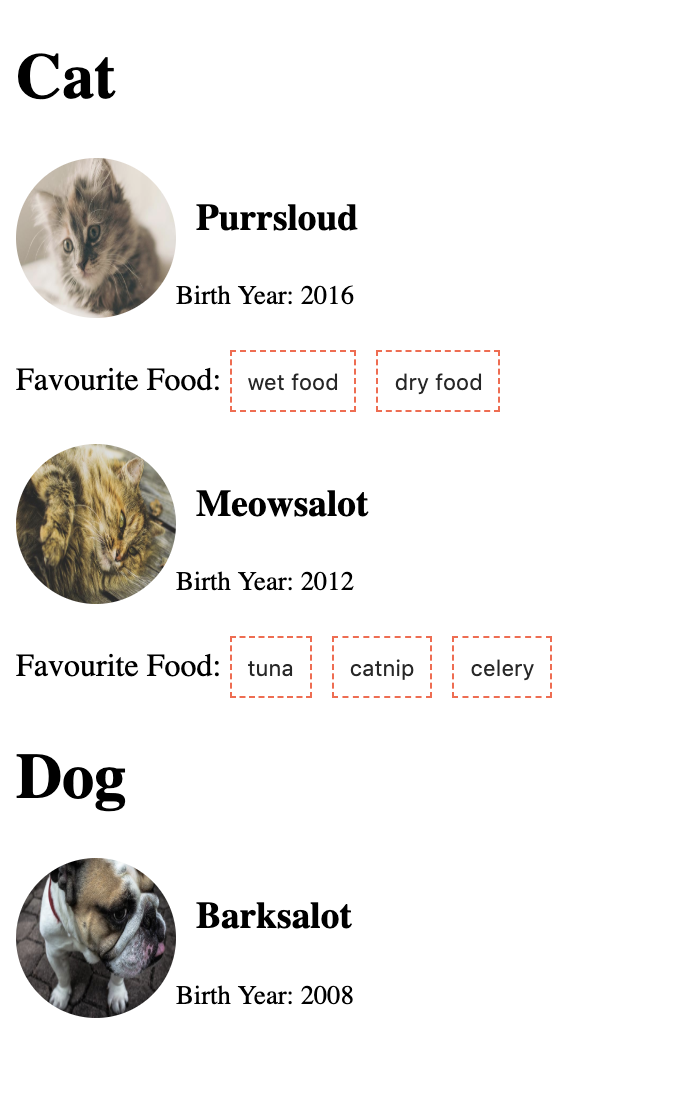 Cat
Purrsloud
Birth Year: 2016
Favourite Food: wet food dry food
Meowsalot
Birth Year: 2012
Favourite Food: tuna catnip celery
Dog
Barksalot
Birth Year: 2008